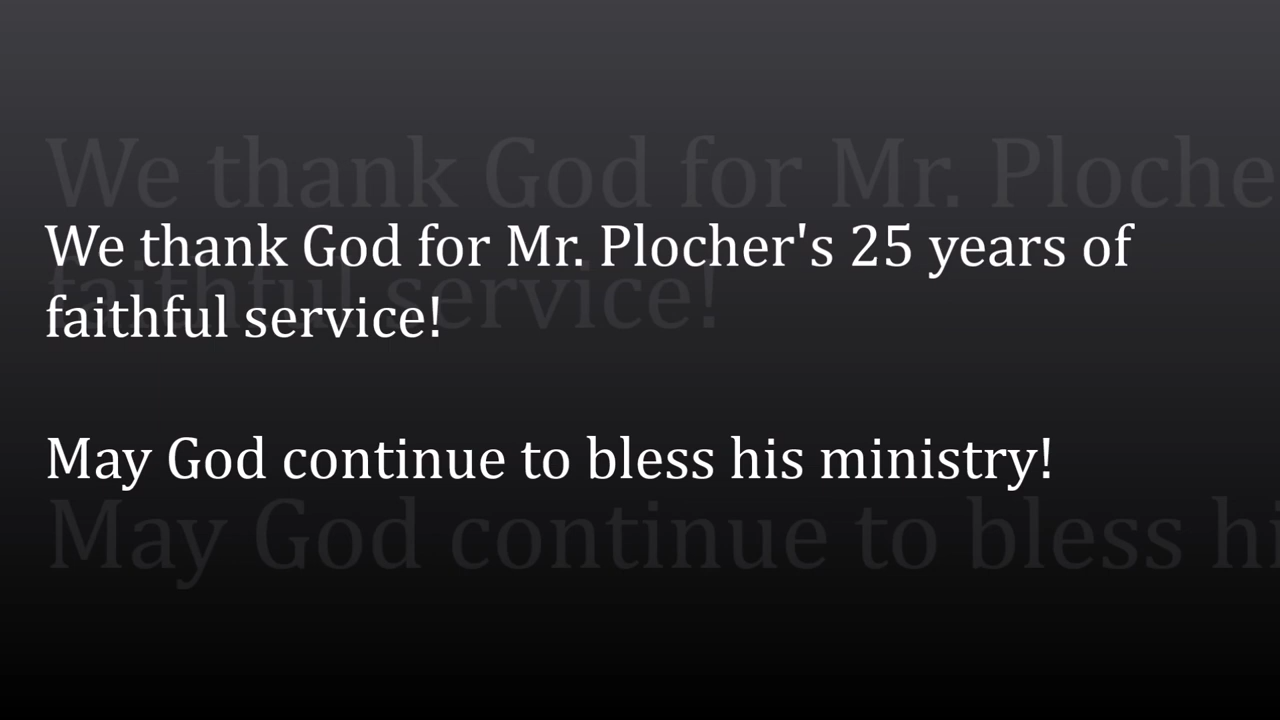 We thank God for Mr. Plocher's 25 years of
faithful service!
May God continue to bless his ministry!